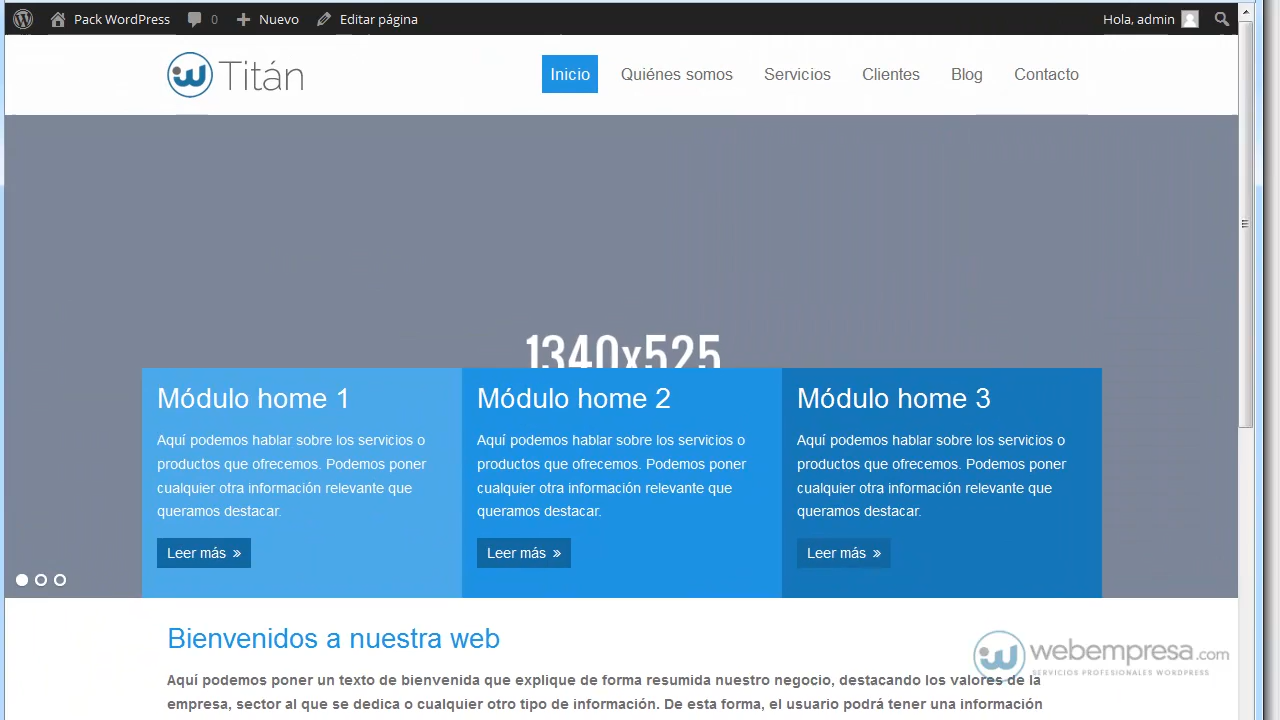 Pack WordPress 0 Nuevo Editar página Hola, admin
Titán Inicio Quiénes somos Servicios Clientes Blog Contacto
1340x525
Módulo home 1
Aquí podemos hablar sobre los servicios o
productos que ofrecemos. Podemos poner
cualquier otra información relevante que
queramos destacar.
Leer más »
Módulo home 2
Aquí podemos hablar sobre los servicios o
productos que ofrecemos. Podemos poner
cualquier otra información relevante que
queramos destacar.
Leer más »
Módulo home 3
Aquí podemos hablar sobre los servicios o
productos que ofrecemos. Podemos poner
cualquier otra información relevante que
queramos destacar.
Leer más »
Bienvenidos a nuestra web
Aquí podemos poner un texto de bienvenida que explique de forma resumida nuestro negocio, destacando los valores de la
empresa, sector al que se dedica o cualquier otro tipo de información. De esta forma, el usuario podrá tener una información
webempresa.com
SERVICIOS PROFESIONALES WORDPRESS